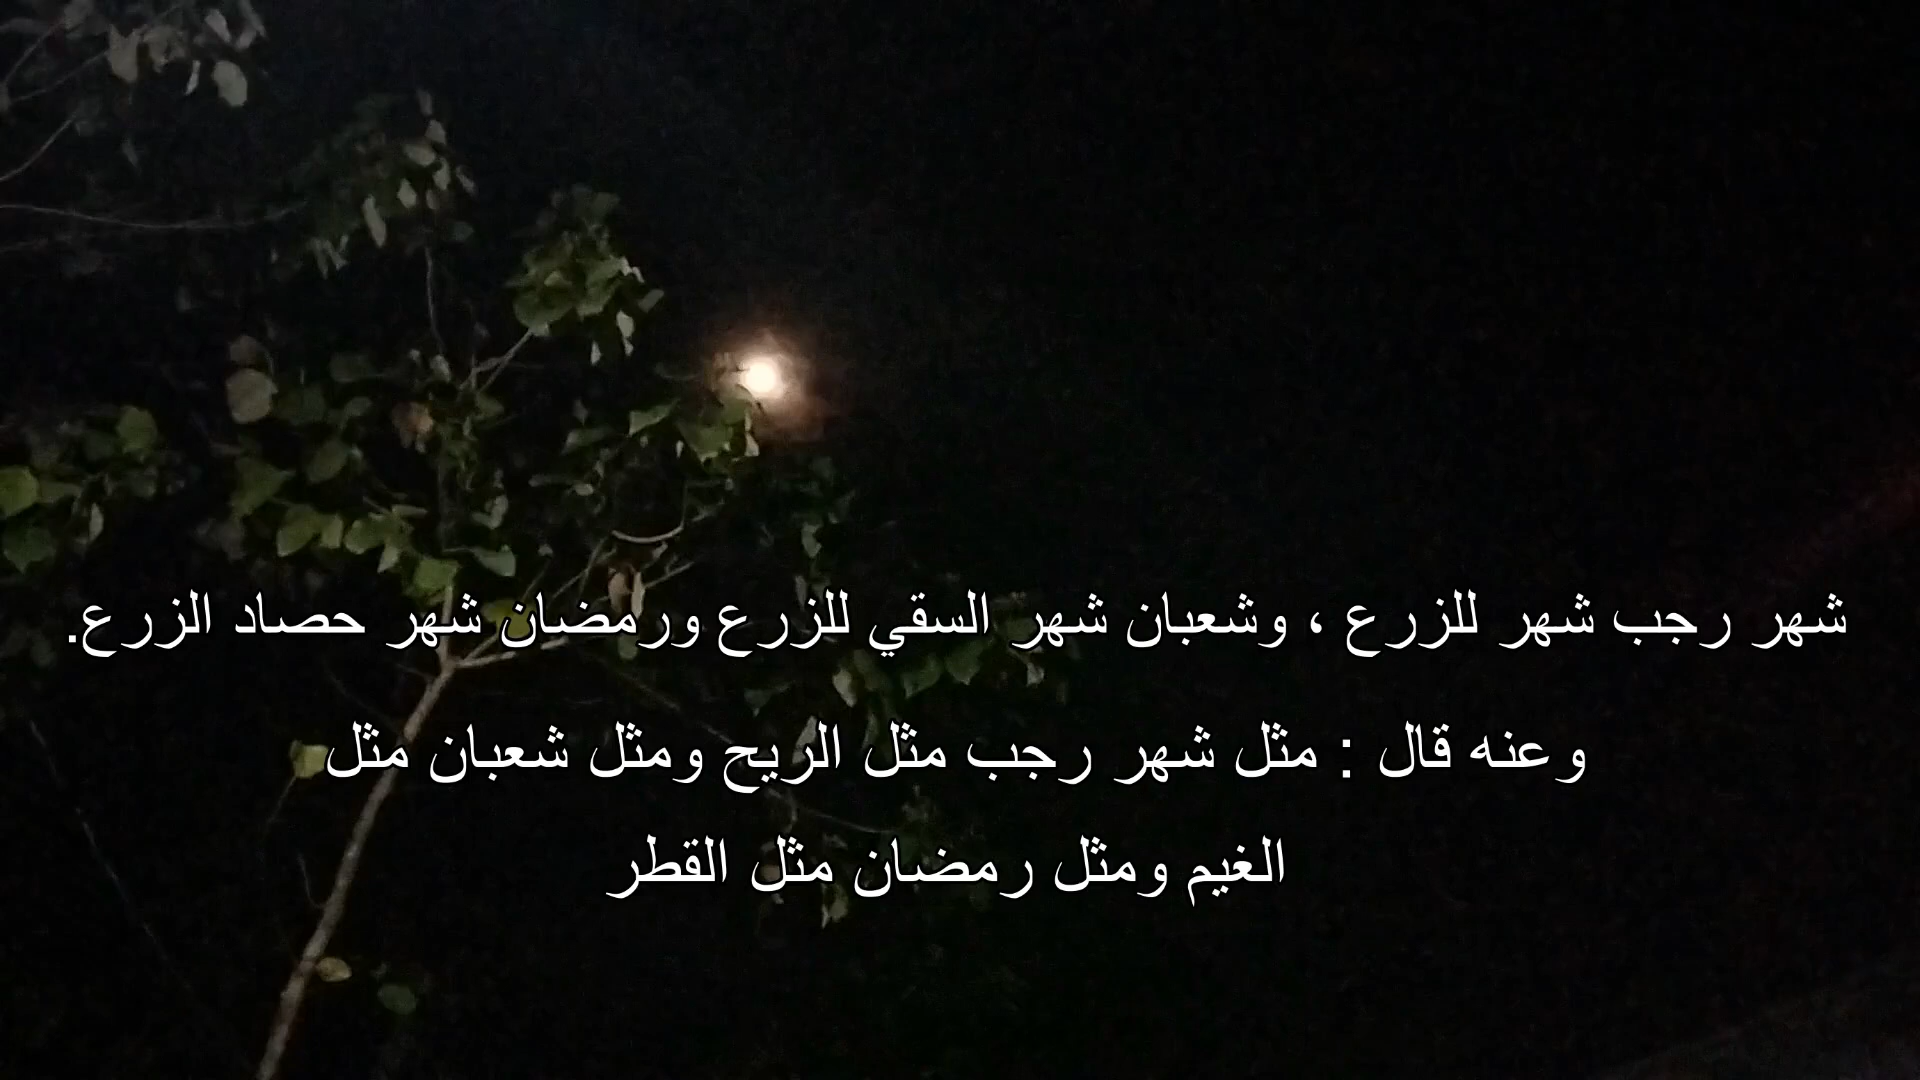 شهر رجب شهر للزرع ، وشعبان شهر السقي للزرع ورمضان شهر حصاد الزرع.
وعنه قال : مثل شهر رجب مثل الريح ومثل شعبان مثل
الغيم ومثل رمضان مثل القطر